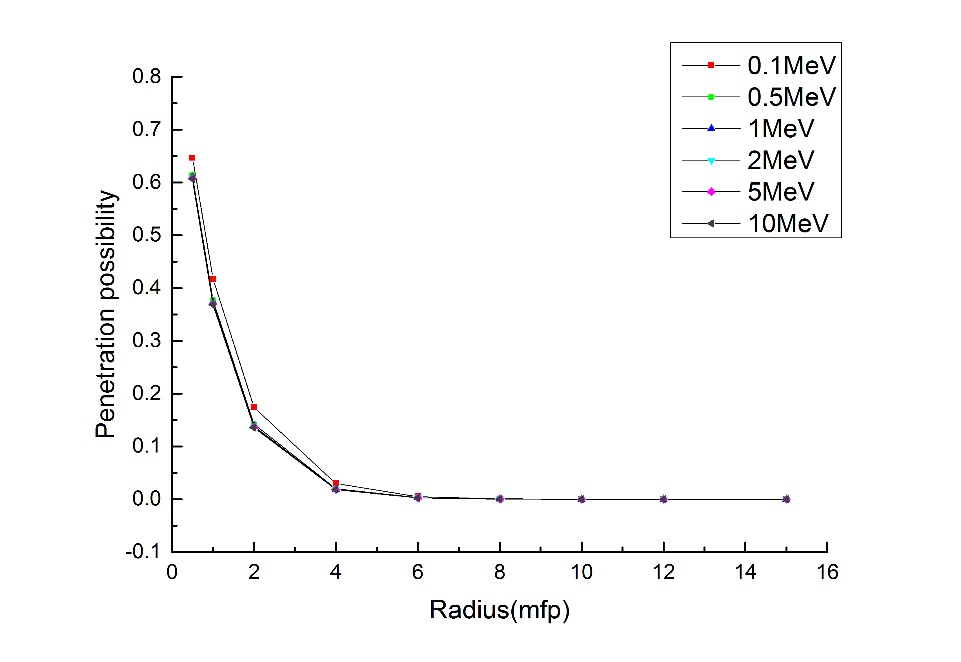 0.1MeV
0.5MeV
1MeV
2MeV
5MeV
10MeV
Penetration possibility
0.8
0.7
0.6
0.5
0.4
0.3
0.2
0.1
0.0
-0.1
0 2 4 6 8 10 12 14 16
Radius(mfp)